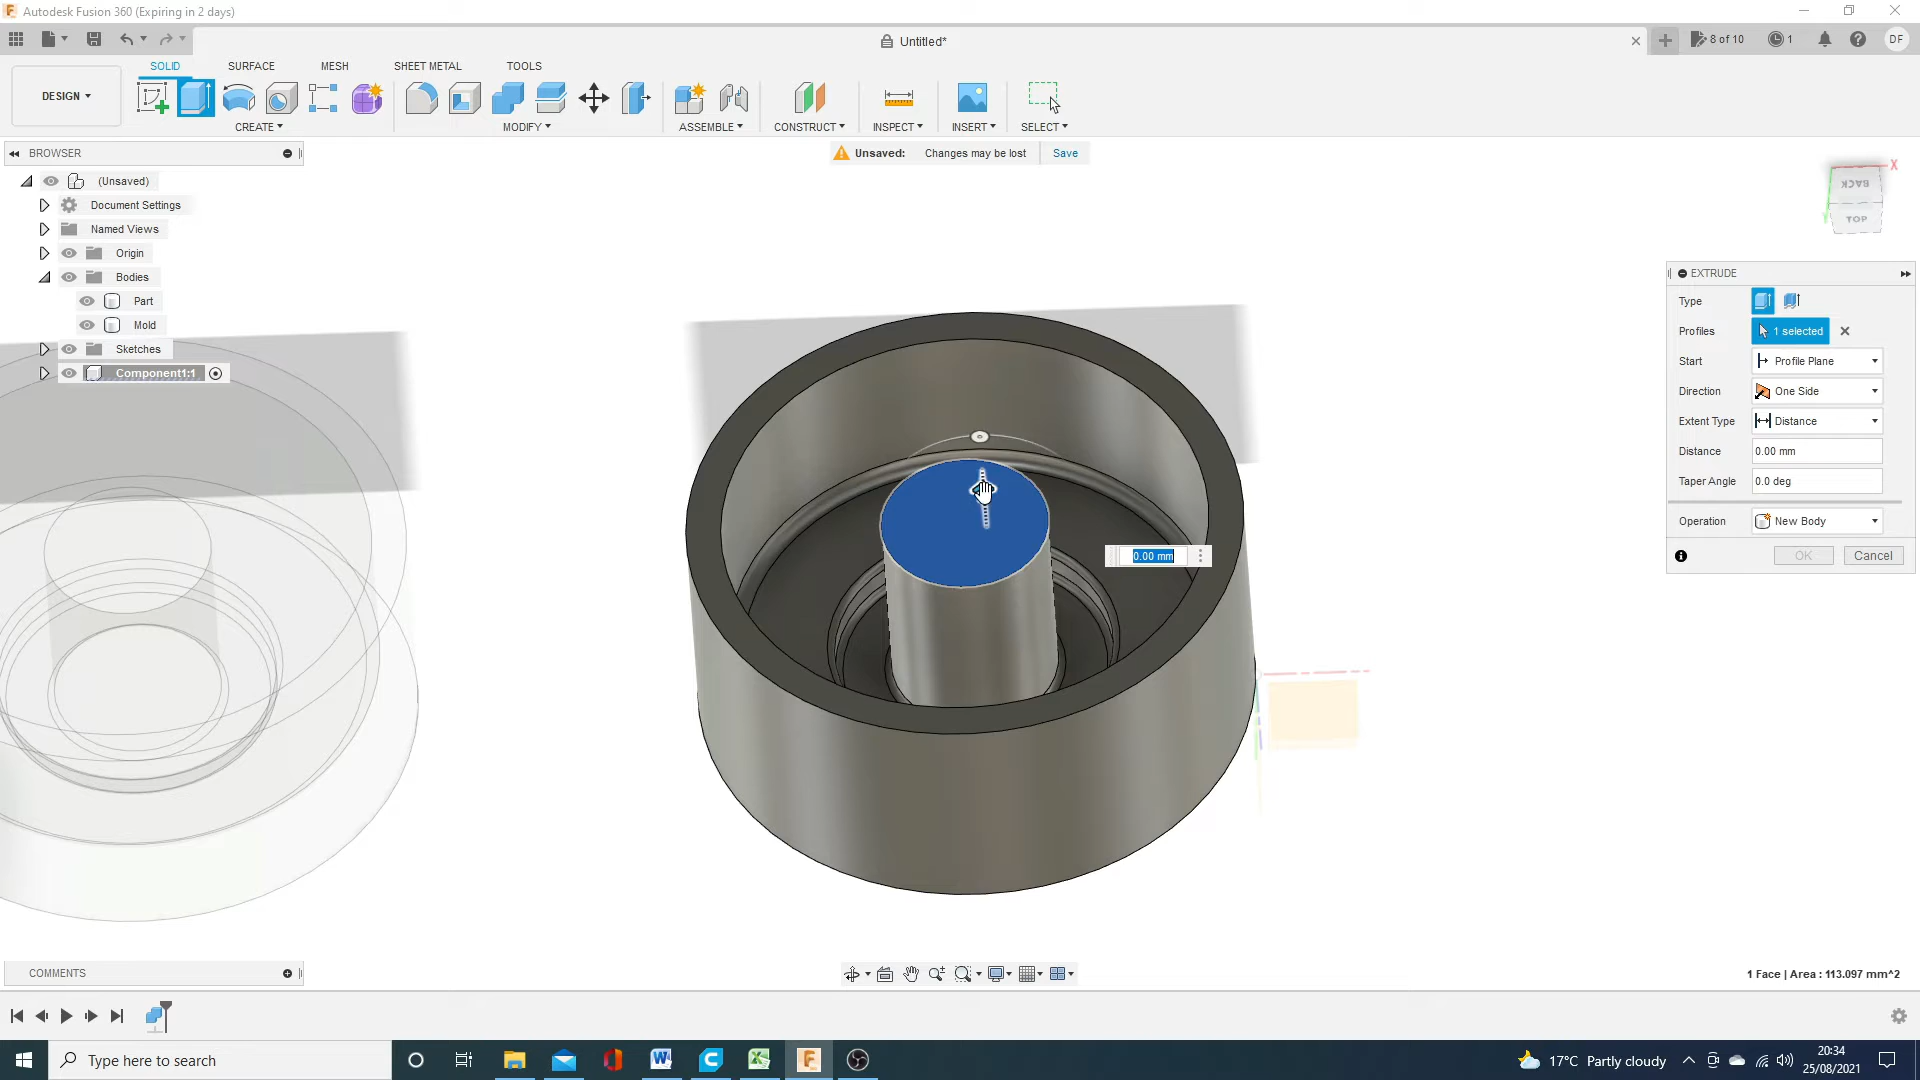 Autodesk Fusion 360 (Expiring in 2 days)
Untitled*
8 of 10
1
DF
DESIGN
SOLID
SURFACE
MESH
SHEET METAL
TOOLS
CREATE
MODIFY
ASSEMBLE
CONSTRUCT
INSPECT
INSERT
SELECT
BROWSER
Unsaved: Changes may be lost Save
(Unsaved)
Document Settings
Named Views
Origin
Bodies
Part
Mold
Sketches
Component1:1
X
BACK
TOP
Y
EXTRUDE
Type
Profiles 1 selected
Start Profile Plane
Direction One Side
Extent Type Distance
Distance 0.00 mm
Taper Angle 0.0 deg
Operation New Body
OK Cancel
0.00 mm
COMMENTS
1 Face | Area : 113.097 mm^2
Type here to search
17°C Partly cloudy
20:34
25/08/2021